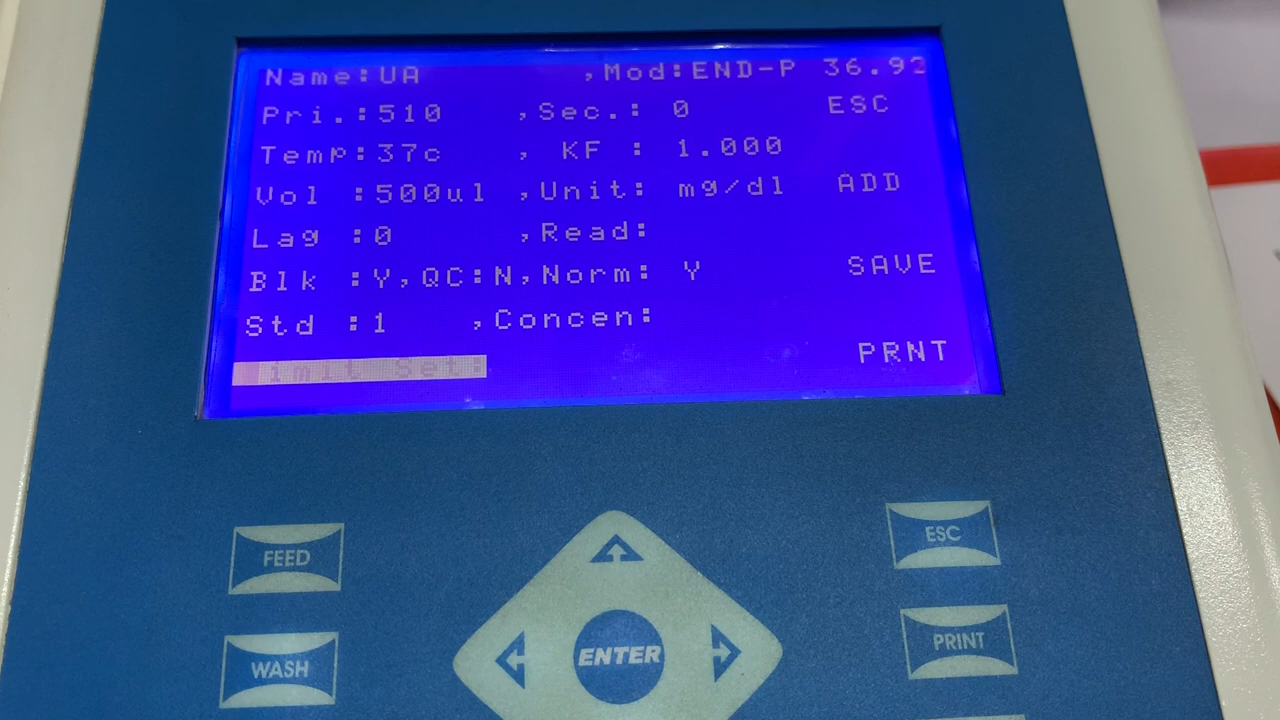 Name:UA ,Mod:END-P 36.92
Pri.:510 ,Sec.: 0 ESC
Temp:37c , KF : 1.000
Vol :500ul ,Unit: mg/dl ADD
Lag :0 ,Read:
Blk :Y,QC:N,Norm: Y SAVE
Std :1 ,Concen:
Limit Set: PRNT
FEED
ESC
WASH
ENTER
PRINT